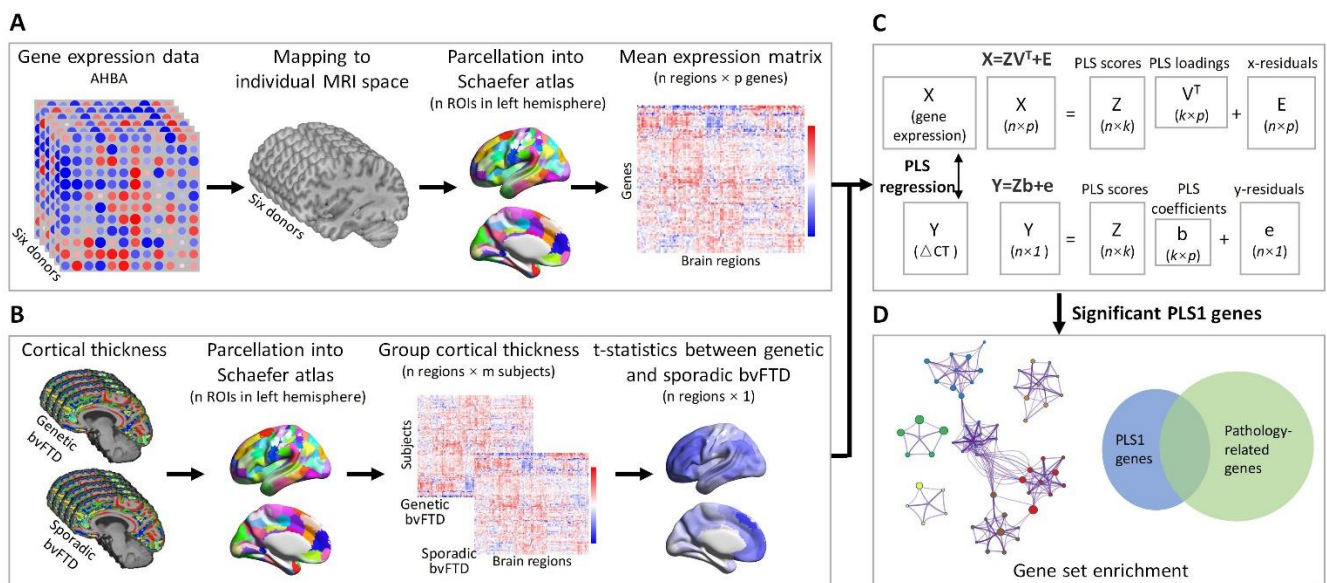 A
Gene expression data
AHBA
Six donors
Mapping to
individual MRI space
Six donors
Parcellation into
Schaefer atlas
(n ROIs in left hemisphere)
Mean expression matrix
(n regions × p genes)
Genes
Brain regions
B
Cortical thickness
Genetic
bvFTD
Sporadic
bvFTD
Parcellation into
Schaefer atlas
(n ROIs in left hemisphere)
Group cortical thickness
(n regions × m subjects)
Subjects
Genetic
bvFTD
Sporadic
bvFTD
Brain regions
t-statistics between genetic
and sporadic bvFTD
(n regions × 1)
C
X=ZVᵀ+E
PLS scores
PLS loadings
x-residuals
X
(gene
expression)
X
(n×p)
=
Z
(n×k)
Vᵀ
(k×p)
+
E
(n×p)
PLS
regression
Y=Zb+e
PLS scores
PLS
coefficients
y-residuals
Y
(△CT)
Y
(n×1)
=
Z
(n×k)
b
(k×p)
+
e
(n×1)
Significant PLS1 genes
D
PLS1
genes
Pathology-
related
genes
Gene set enrichment